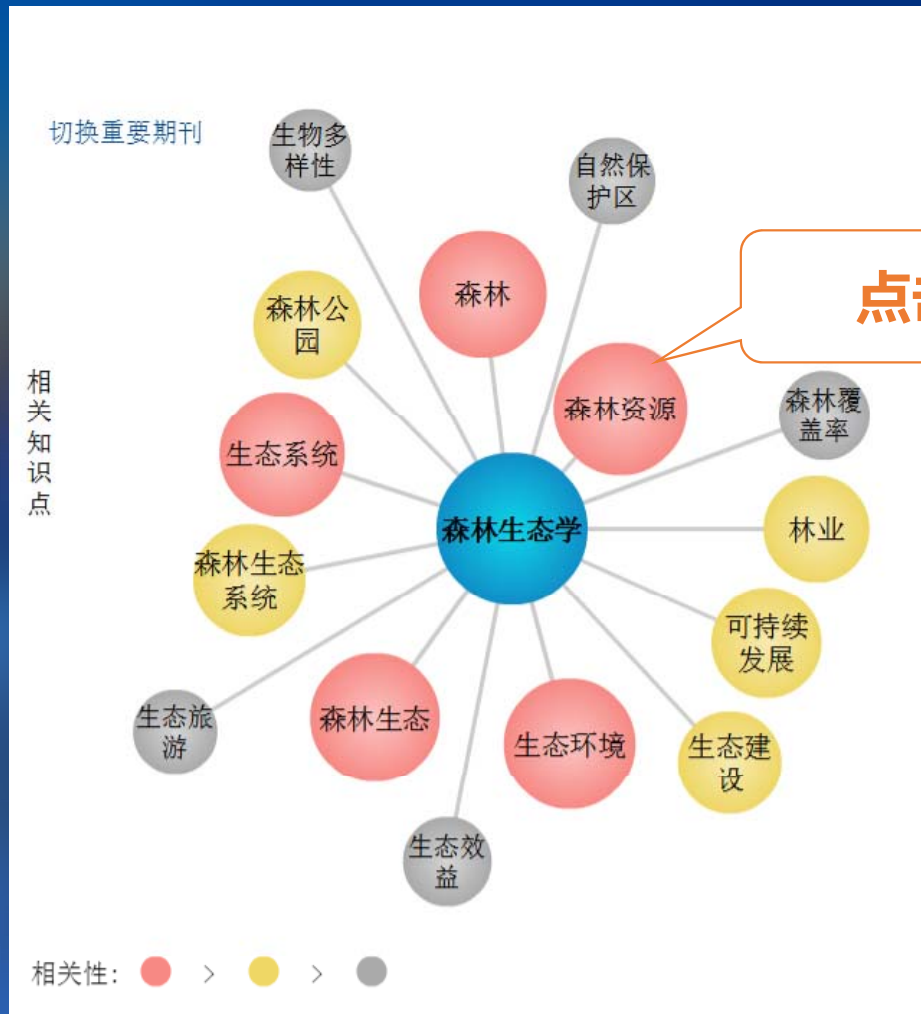 切换重要期刊
生物多
样性
自然保
护区
森林
森林公
园
点
森林资源
森林覆
盖率
相
关
知
识
点
生态系统
森林生态学
林业
森林生态
系统
可持续
发展
生态旅
游
森林生态
生态环境
生态建
设
生态效
益
相关性: > >